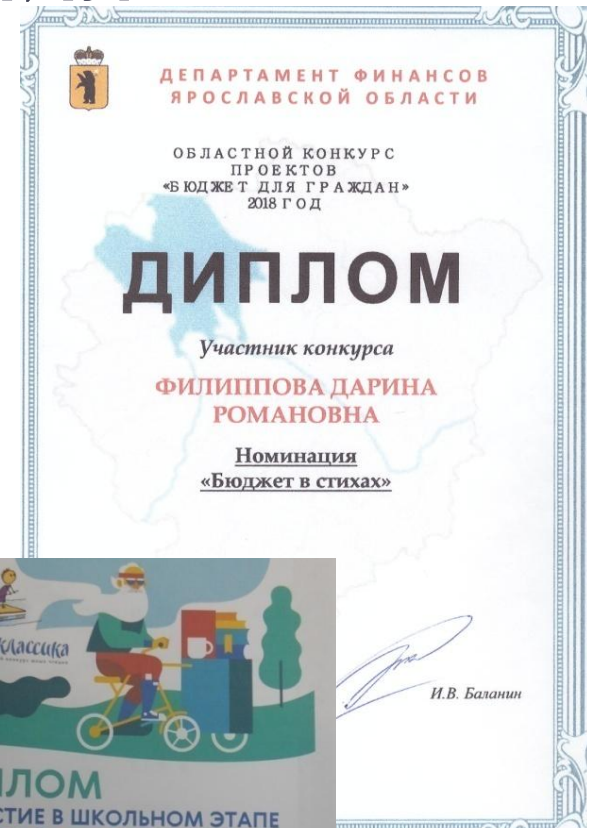 ДЕПАРТАМЕНТ ФИНАНСОВ
ЯРОСЛАВСКОЙ ОБЛАСТИ
ОБЛАСТНОЙ КОНКУРС
ПРОЕКТОВ
«БЮДЖЕТ ДЛЯ ГРАЖДАН»
2018 ГОД
ДИПЛОМ
Участник конкурса
ФИЛИППОВА ДАРИНА
РОМАНОВНА
Номинация
«Бюджет в стихах»
И.В. Баланин
классика
ЛОМ
СТИЕ В ШКОЛЬНОМ ЭТАПЕ